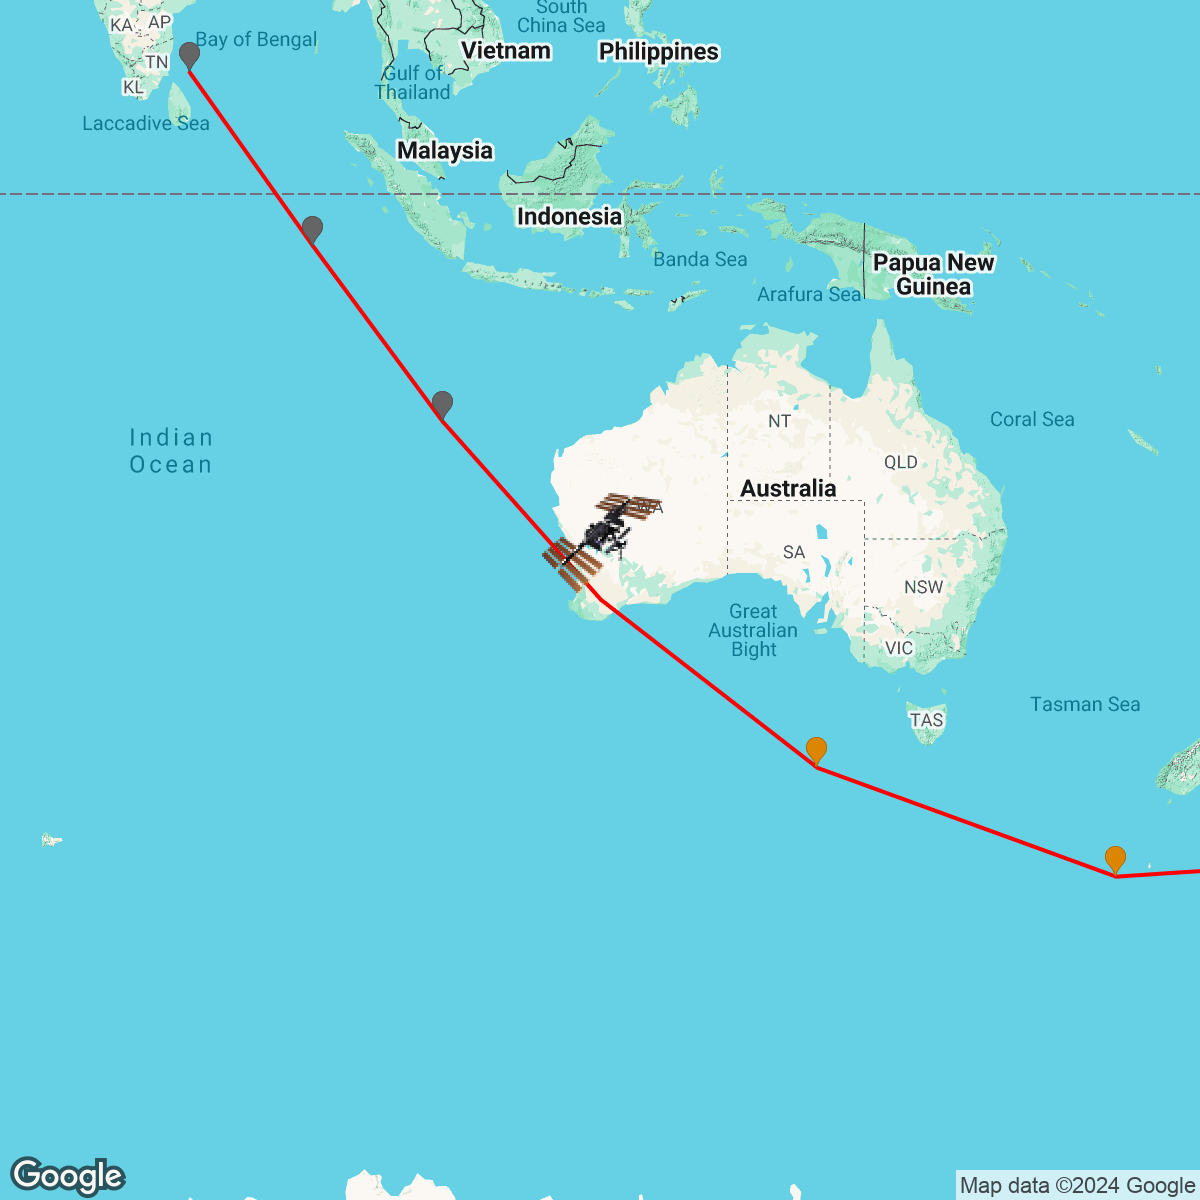 South
China Sea
KA
AP
Bay of Bengal
Vietnam
Philippines
TN
Gulf of
Thailand
KL
Laccadive Sea
Malaysia
Indonesia
Banda Sea
Papua New
Guinea
Arafura Sea
NT
Coral Sea
Indian
Ocean
QLD
Australia
WA
SA
NSW
Great
Australian
Bight
VIC
Tasman Sea
TAS
Google
Map data ©2024 Google